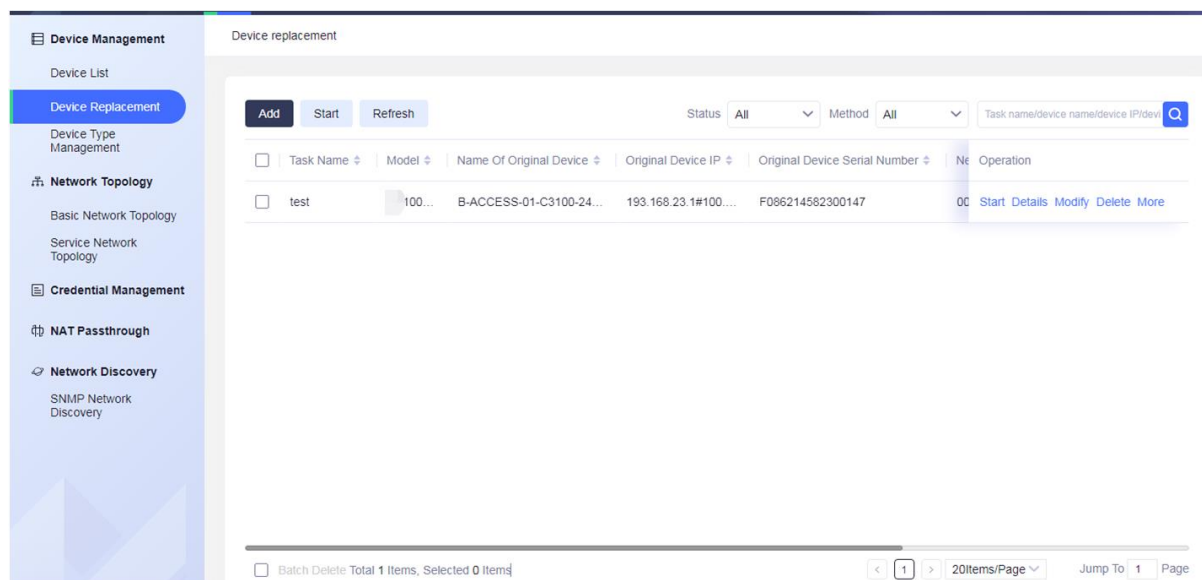 Device Management
Device List
Device Replacement
Device Type
Management
Network Topology
Basic Network Topology
Service Network
Topology
Credential Management
NAT Passthrough
Network Discovery
SNMP Network
Discovery
Device replacement
Add Start Refresh Status All Method All Task name/device name/device IP/devi
Task Name Model Name Of Original Device Original Device IP Original Device Serial Number Ne Operation
test 100... B-ACCESS-01-C3100-24... 193.168.23.1#100.... F086214582300147 00 Start Details Modify Delete More
Batch Delete Total 1 Items, Selected 0 Items < 1 > 20Items/Page Jump To 1 Page